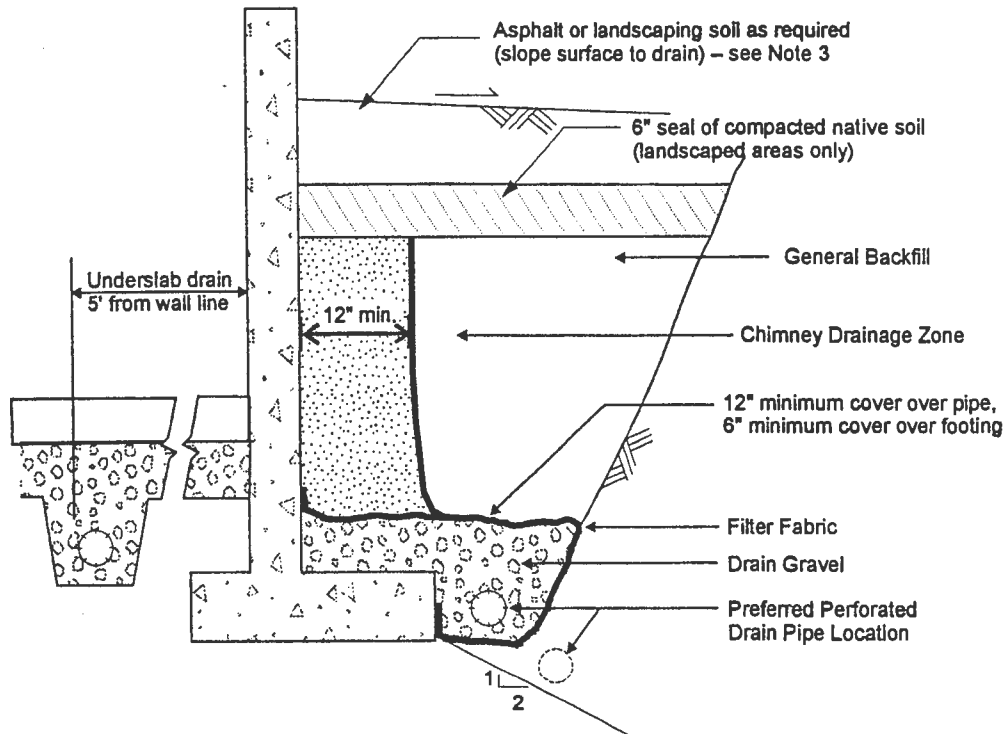 Asphalt or landscaping soil as required
(slope surface to drain) – see Note 3
6" seal of compacted native soil
(landscaped areas only)
General Backfill
Underslab drain
5' from wall line
12" min.
Chimney Drainage Zone
12" minimum cover over pipe,
6" minimum cover over footing
Filter Fabric
Drain Gravel
Preferred Perforated
Drain Pipe Location
1
2